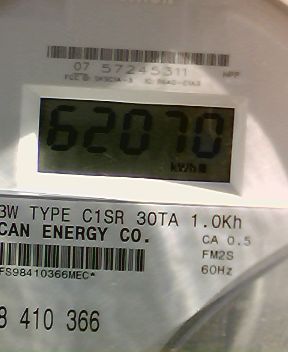 07 57245311
62070
kWh
3W TYPE C1SR 30TA 1.0Kh
CAN ENERGY CO.
CA 0.5
FM2S
60Hz
FS98410366MEC*
8 410 366